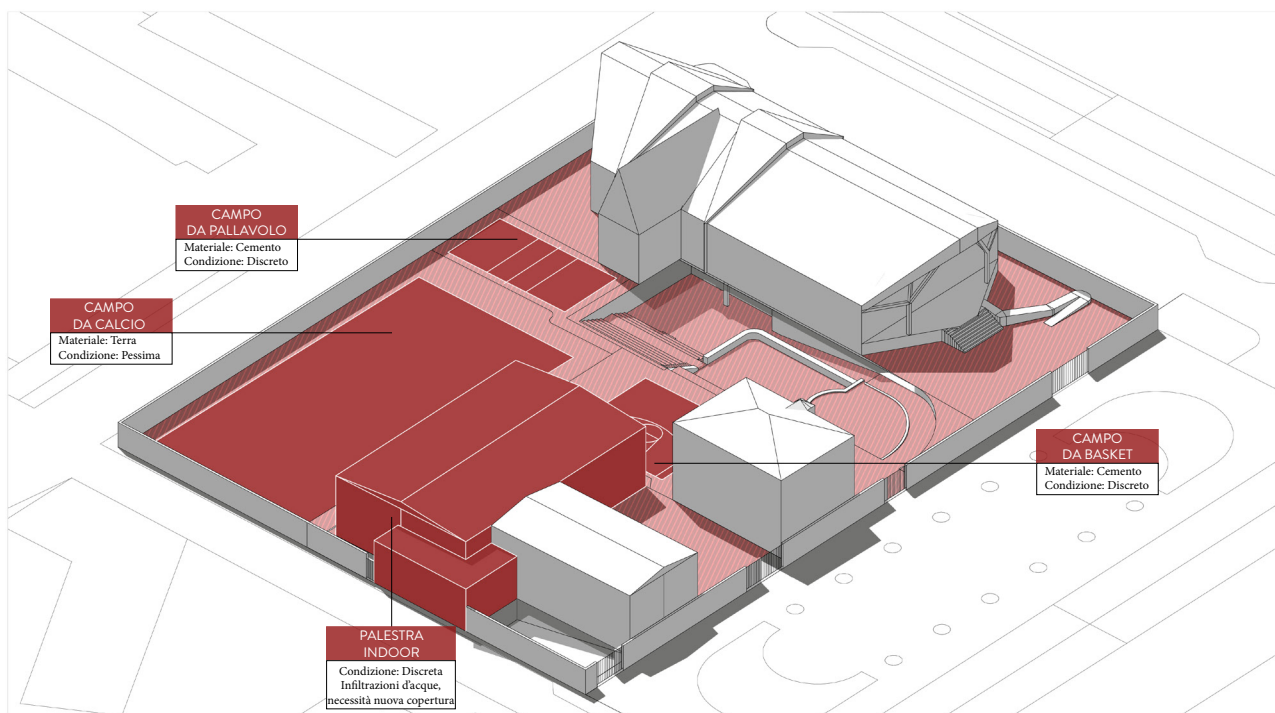 CAMPO
DA PALLAVOLO
Materiale: Cemento
Condizione: Discreto
CAMPO
DA CALCIO
Materiale: Terra
Condizione: Pessima
CAMPO
DA BASKET
Materiale: Cemento
Condizione: Discreto
PALESTRA
INDOOR
Condizione: Discreta
Infiltrazioni d'acque,
necessità nuova copertura